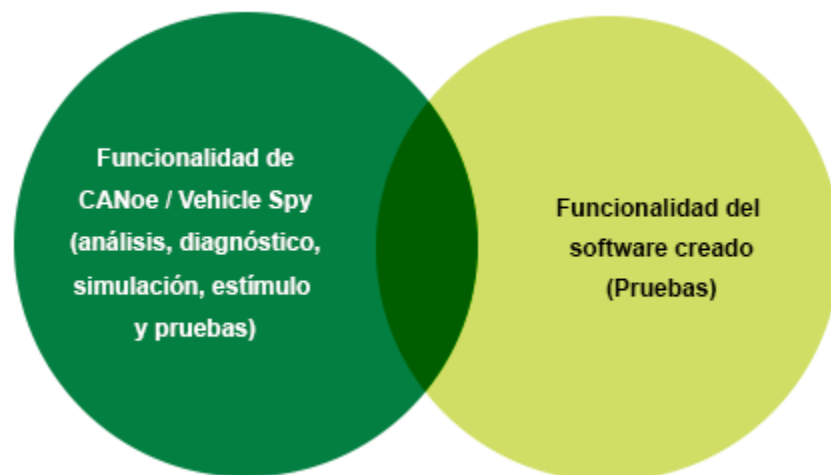 Funcionalidad de
CANoe / Vehicle Spy
(análisis, diagnóstico,
simulación, estímulo
y pruebas)
Funcionalidad del
software creado
(Pruebas)